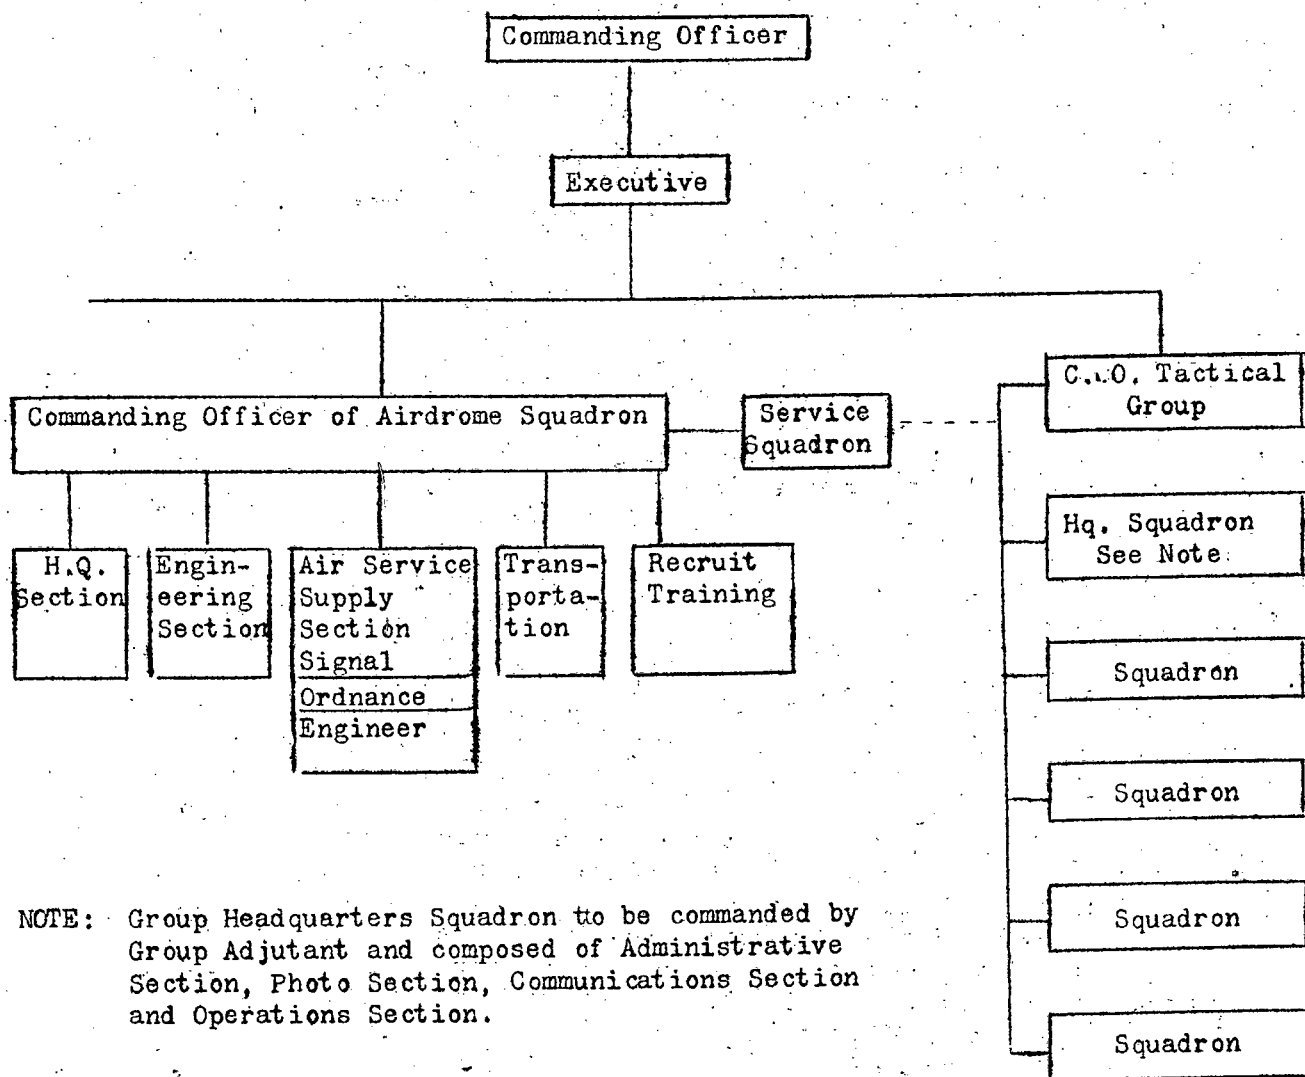 Commanding Officer
Executive
Commanding Officer of Airdrome Squadron
Service
Squadron
C.O. Tactical
Group
Hq. Squadron
See Note
Squadron
Squadron
Squadron
Squadron
H.Q.
Section
Engin-
eering
Section
Air Service
Supply
Section
Signal
Ordnance
Engineer
Trans-
porta-
tion
Recruit
Training
NOTE: Group Headquarters Squadron tto be commanded by
Group Adjutant and composed of Administrative
Section, Photo Section, Communications Section
and Operations Section.